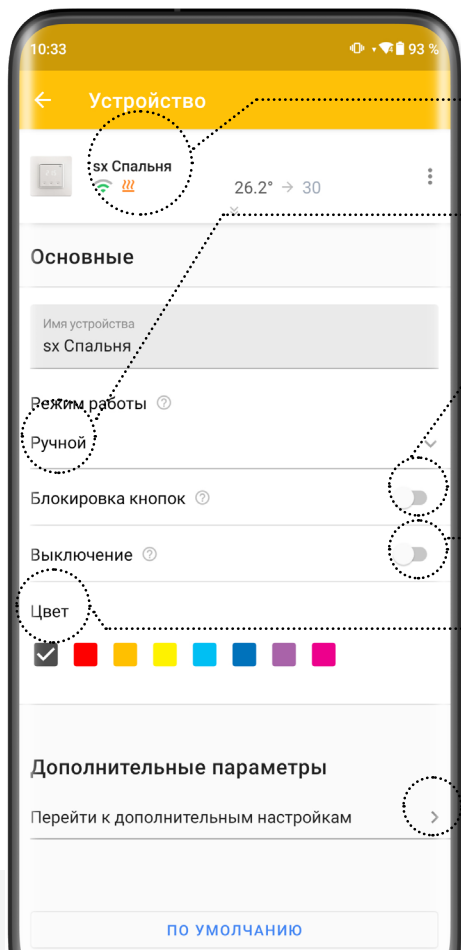 10:33 93 %
Устройство
sx Спальня
26.2° → 30
Основные
Имя устройства
sx Спальня
Режим работы
Ручной
Блокировка кнопок
Выключение
Цвет
Дополнительные параметры
Перейти к дополнительным настройкам
ПО УМОЛЧАНИЮ